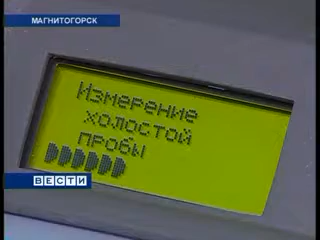 МАГНИТОГОРСК
Измерение
холостой
пробы
ВЕСТИ